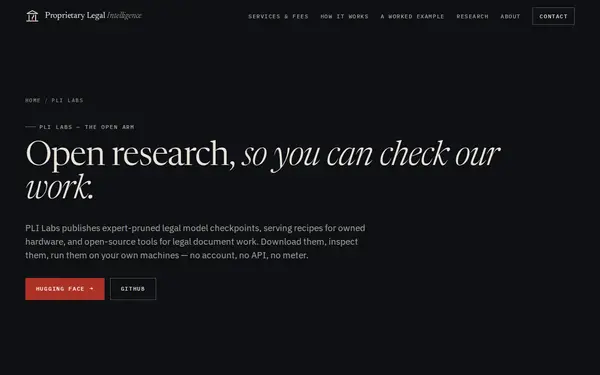 Proprietary Legal Intelligence
SERVICES & FEES HOW IT WORKS A WORKED EXAMPLE RESEARCH ABOUT CONTACT
HOME / PLI LABS
PLI LABS — THE OPEN ARM
Open research, so you can check our
work.
PLI Labs publishes expert-pruned legal model checkpoints, serving recipes for owned
hardware, and open-source tools for legal document work. Download them, inspect
them, run them on your own machines — no account, no API, no meter.
HUGGING FACE → GITHUB